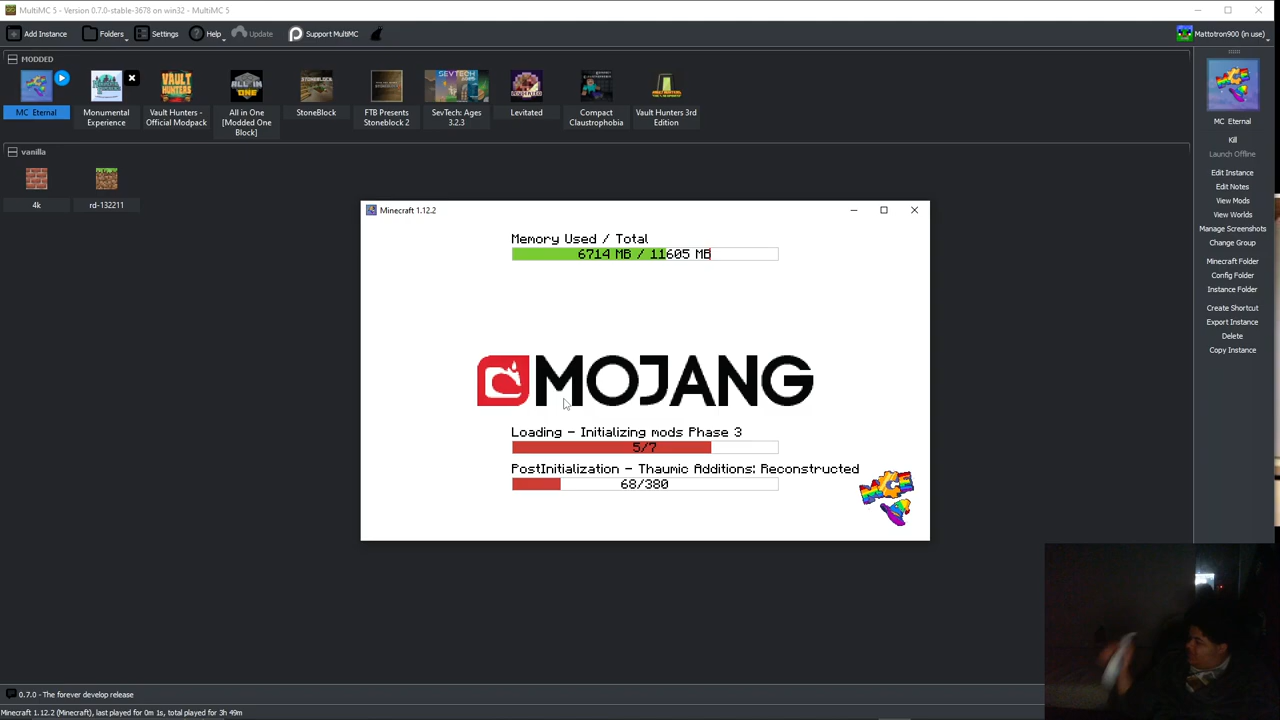 MultiMC 5 - Version 0.7.0-stable-3678 on win32 - MultiMC 5
Add Instance
Folders
Settings
Help
Update
Support MultiMC
Mattotron900 (in use)
MODDED
MC Eternal
Monumental
Experience
Vault Hunters -
Official Modpack
All in One
[Modded One
Block]
StoneBlock
FTB Presents
Stoneblock 2
SevTech: Ages
3.2.3
Levitated
Compact
Claustrophobia
Vault Hunters 3rd
Edition
vanilla
4k
rd-132211
Minecraft 1.12.2
Memory Used / Total
6714 MB / 11605 MB
MOJANG
Loading - Initializing mods Phase 3
5/7
PostInitialization - Thaumic Additions: Reconstructed
68/380
MCE
MC Eternal
Kill
Launch Offline
Edit Instance
Edit Notes
View Mods
View Worlds
Manage Screenshots
Change Group
Minecraft Folder
Config Folder
Instance Folder
Create Shortcut
Export Instance
Delete
Copy Instance
0.7.0 - The forever develop release
Minecraft 1.12.2 (Minecraft), last played for 0m 1s, total played for 3h 49m